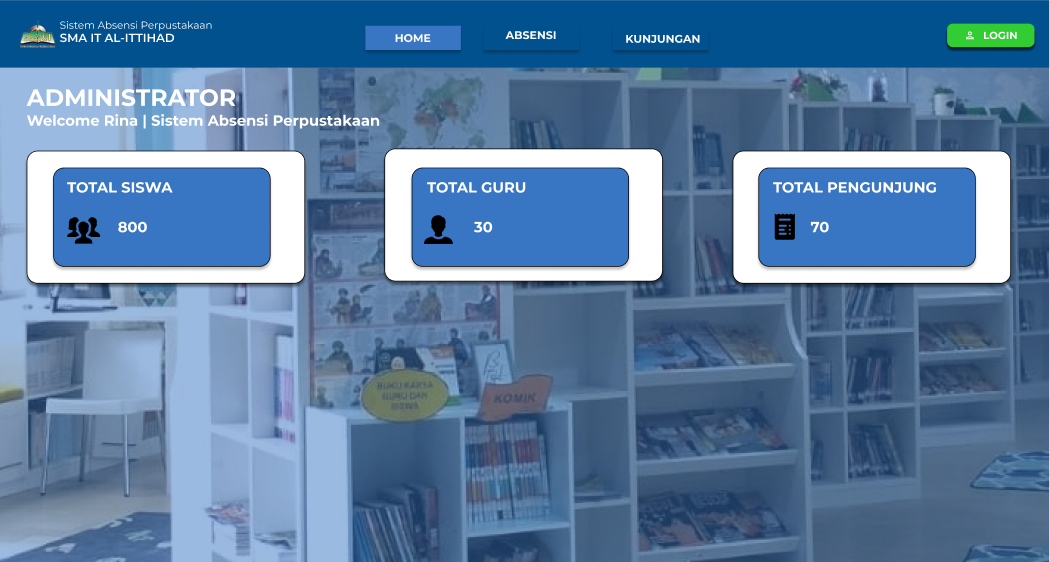 Sistem Absensi Perpustakaan
SMA IT AL-ITTIHAD
HOME
ABSENSI
KUNJUNGAN
LOGIN
ADMINISTRATOR
Welcome Rina | Sistem Absensi Perpustakaan
TOTAL SISWA
800
TOTAL GURU
30
TOTAL PENGUNJUNG
70
BUKU KARYA
GURU DAN
SISWA
KOMIK